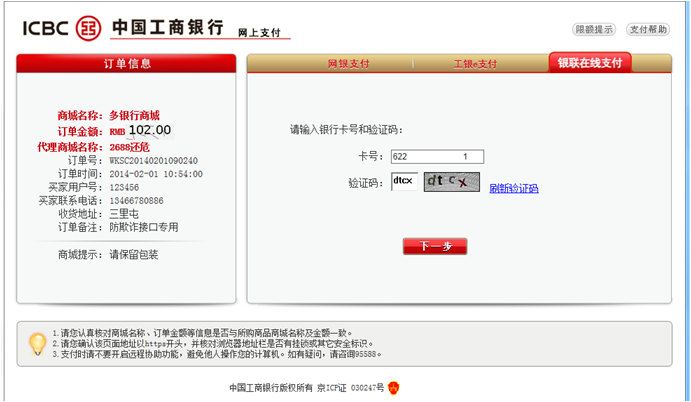 ICBC 中国工商银行 网上支付
限额提示 支付帮助
订单信息
网银支付 工银e支付 银联在线支付
商城名称: 多银行商城
订单金额: RMB 102.00
代理商城名称: 2688还危
订单号: WKSC20140201090240
订单时间: 2014-02-01 10:54:00
买家用户号: 123456
买家联系电话: 13466780886
收货地址: 三里屯
订单备注: 防欺诈接口专用
商城提示: 请保留包装
请输入银行卡号和验证码:
卡号: 622 1
验证码: dtcx dtcx 刷新验证码
下一步
1.请您认真核对商城名称、订单金额等信息是否与所购商品商城名称及金额一致。
2.请您确认该页面地址以https开头，并核对浏览器地址栏是否有挂锁或其它安全标识。
3.支付时请不要开启远程协助功能，避免他人操作您的计算机。如有疑问，请咨询95588。
中国工商银行版权所有 京ICP证 030247号